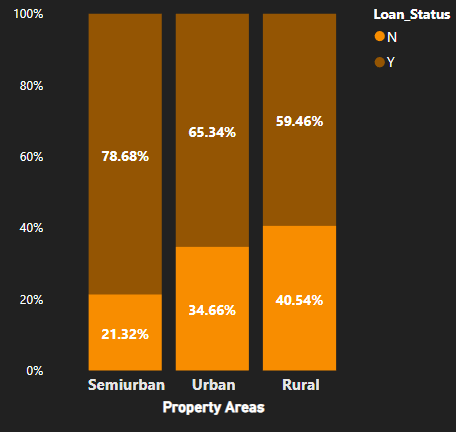 Loan_Status
N
Y
100%
80%
60%
40%
20%
0%
78.68%
65.34%
59.46%
21.32%
34.66%
40.54%
Semiurban Urban Rural
Property Areas